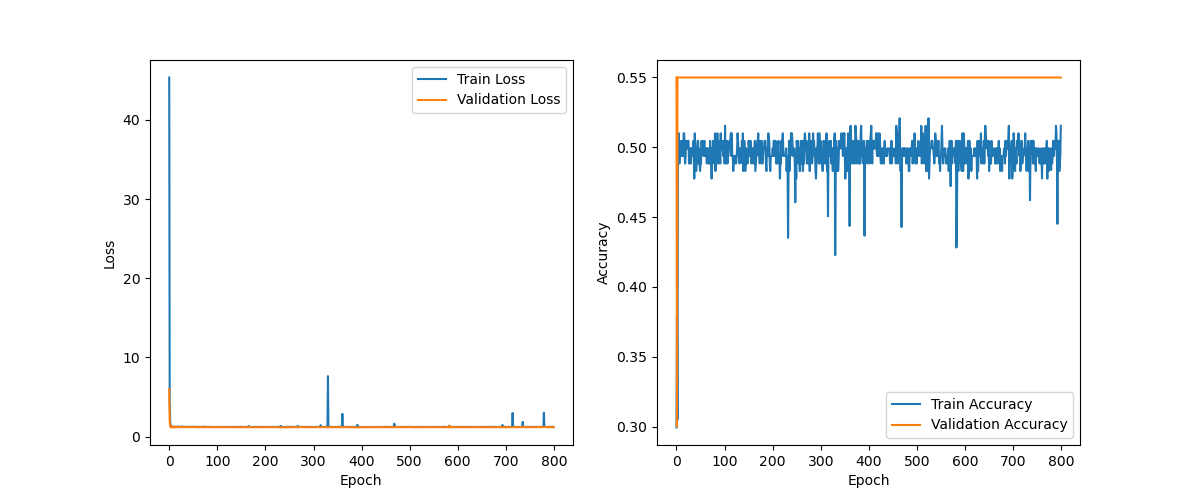 Train Loss
Validation Loss
40
30
20
10
0
Loss
0 100 200 300 400 500 600 700 800
Epoch
0.55
0.50
0.45
0.40
0.35
0.30
Accuracy
Train Accuracy
Validation Accuracy
0 100 200 300 400 500 600 700 800
Epoch